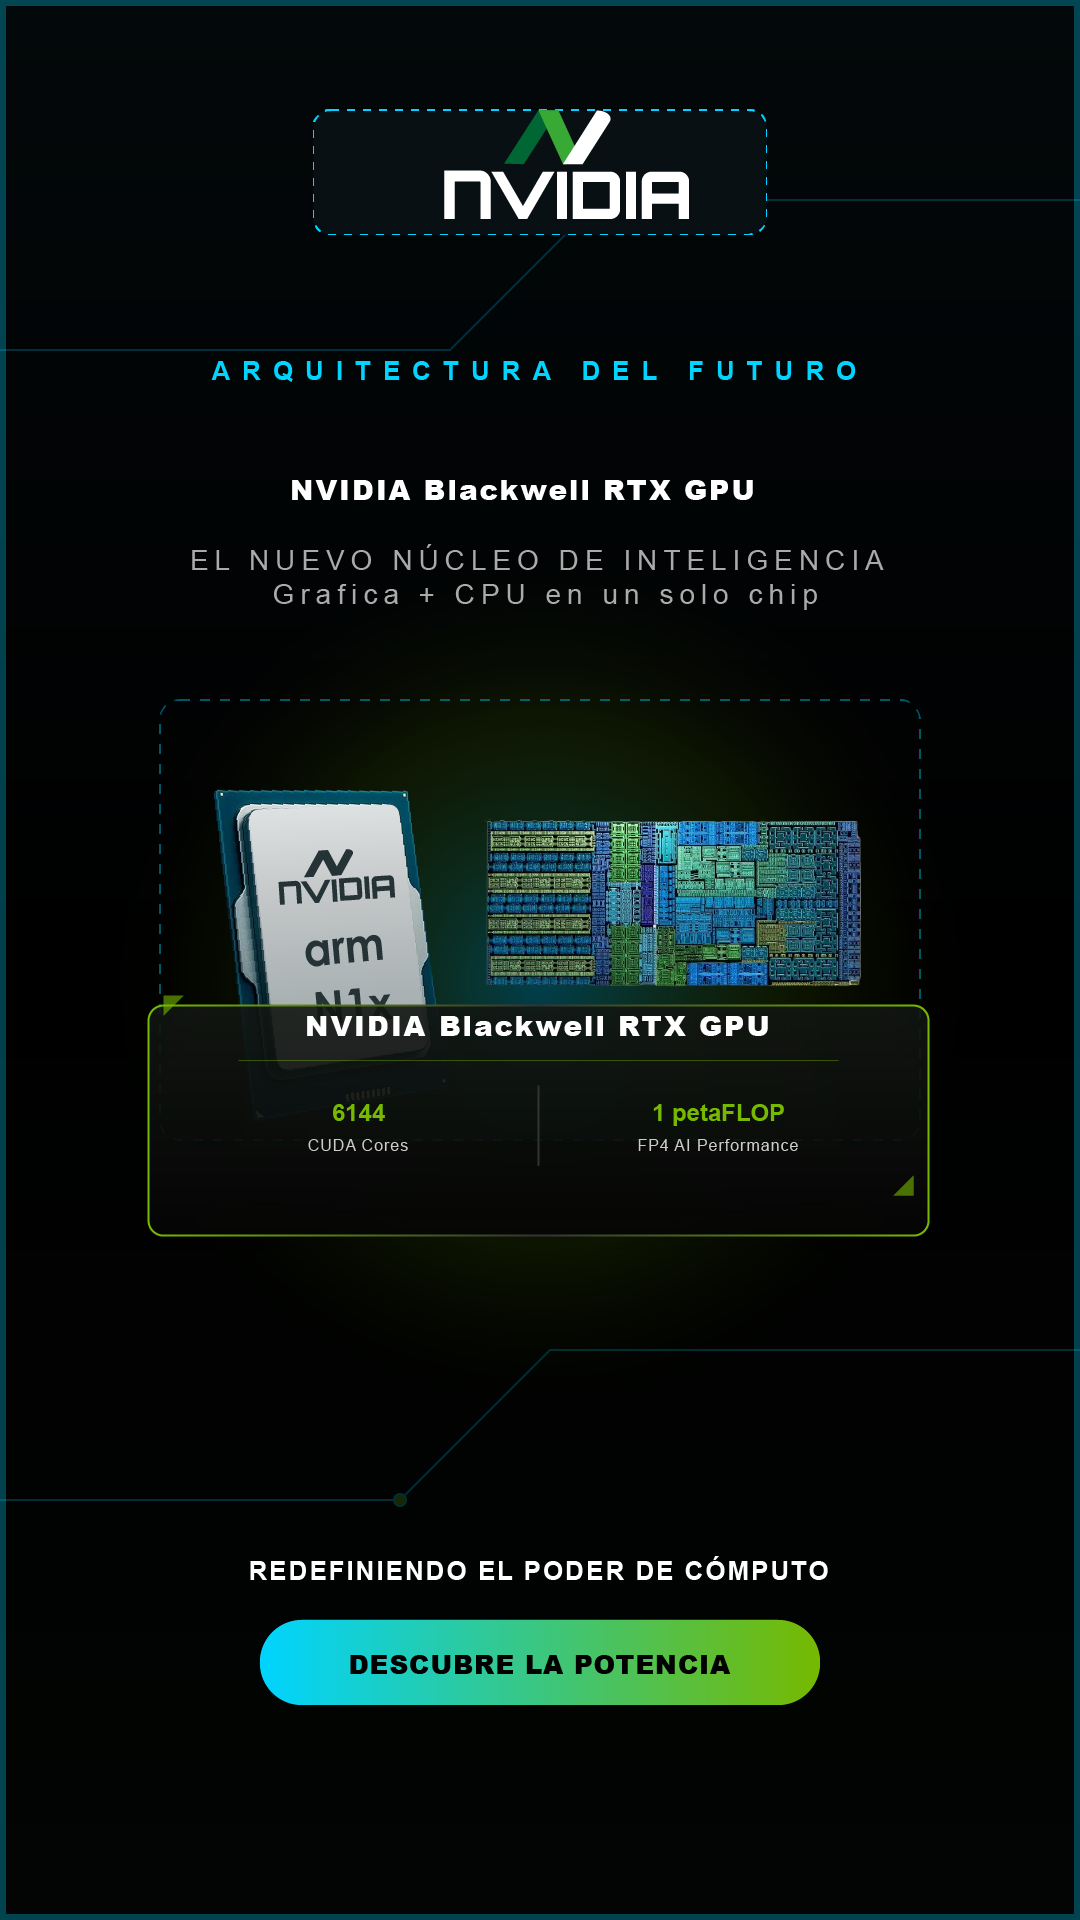 NVIDIA
ARQUITECTURA DEL FUTURO
NVIDIA Blackwell RTX GPU
EL NUEVO NÚCLEO DE INTELIGENCIA
Grafica + CPU en un solo chip
NVIDIA
arm
N1x
NVIDIA Blackwell RTX GPU
6144
CUDA Cores
1 petaFLOP
FP4 AI Performance
REDEFINIENDO EL PODER DE CÓMPUTO
DESCUBRE LA POTENCIA